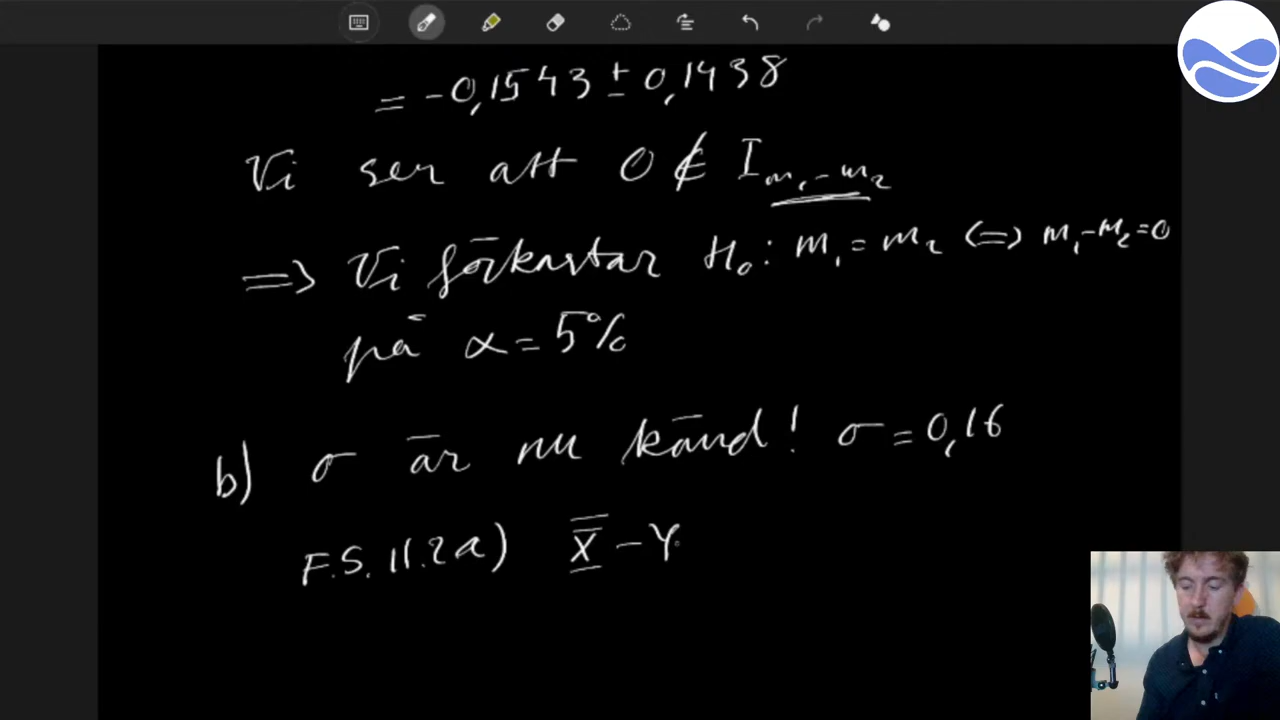 = -0,1543 ± 0,1438
Vi ser att 0 ∉ I_{m₁-m₂}
=> Vi förkastar H₀: m₁ = m₂ <=> m₁-m₂=0
på α = 5%
b) σ är nu känd! σ = 0,16
F.S. 11.2a) X̄ - Y